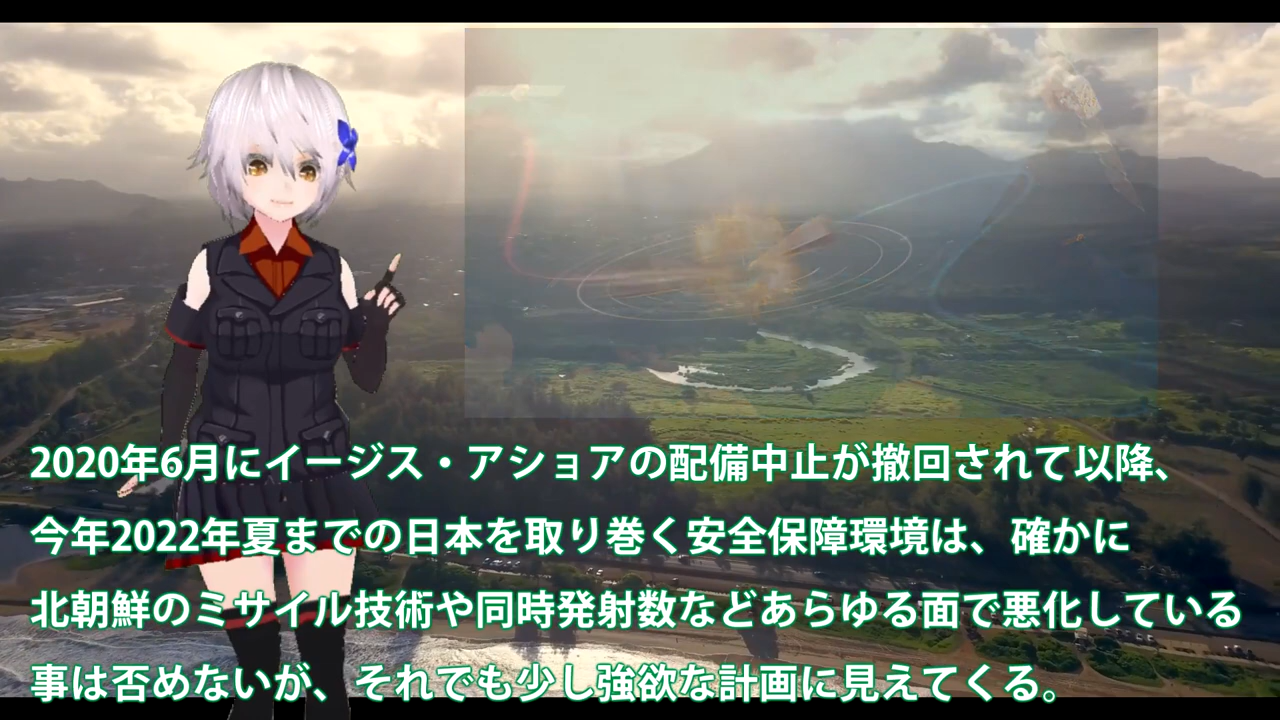 2020年6月にイージス・アショアの配備中止が撤回されて以降、
今年2022年夏までの日本を取り巻く安全保障環境は、確かに
北朝鮮のミサイル技術や同時発射数などあらゆる面で悪化している
事は否めないが、それでも少し強欲な計画に見えてくる。